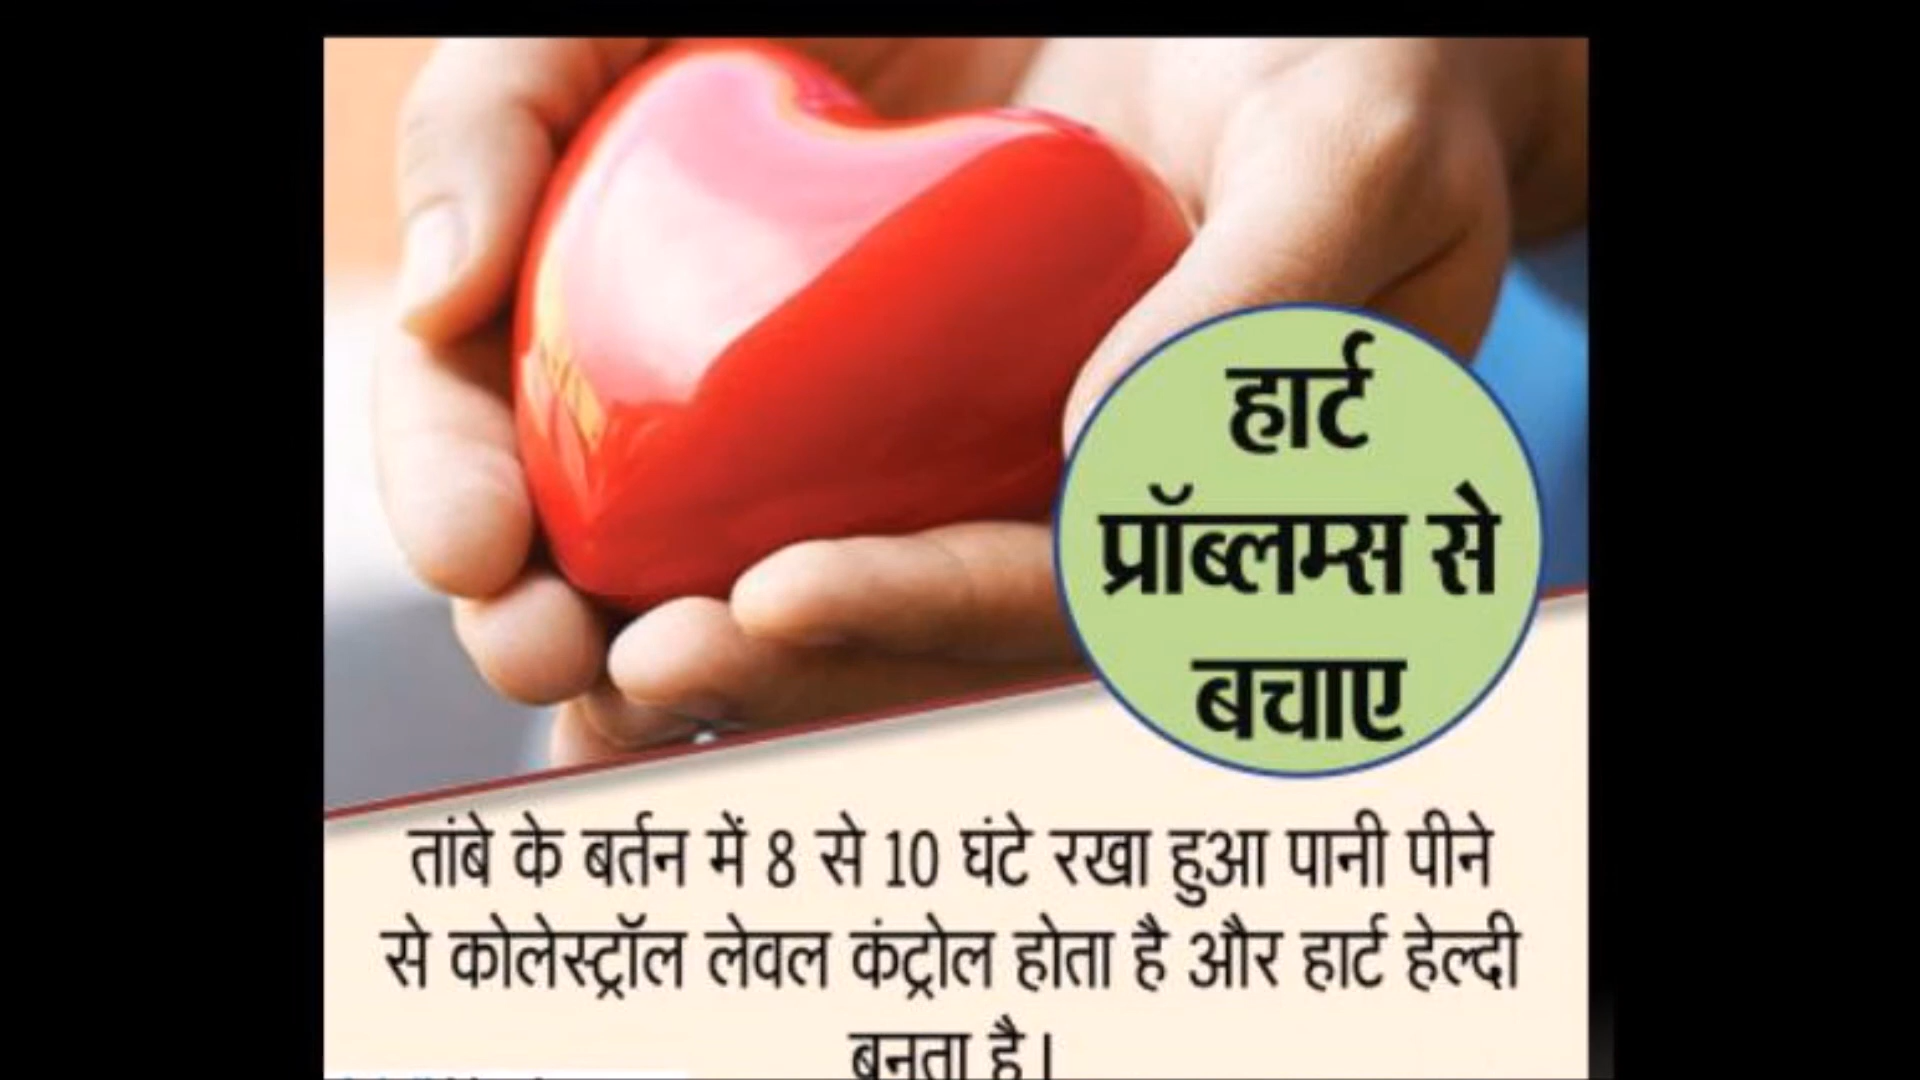 हार्ट
प्रॉब्लम्स से
बचाए
तांबे के बर्तन में 8 से 10 घंटे रखा हुआ पानी पीने
से कोलेस्ट्रॉल लेवल कंट्रोल होता है और हार्ट हेल्दी
बनता है।